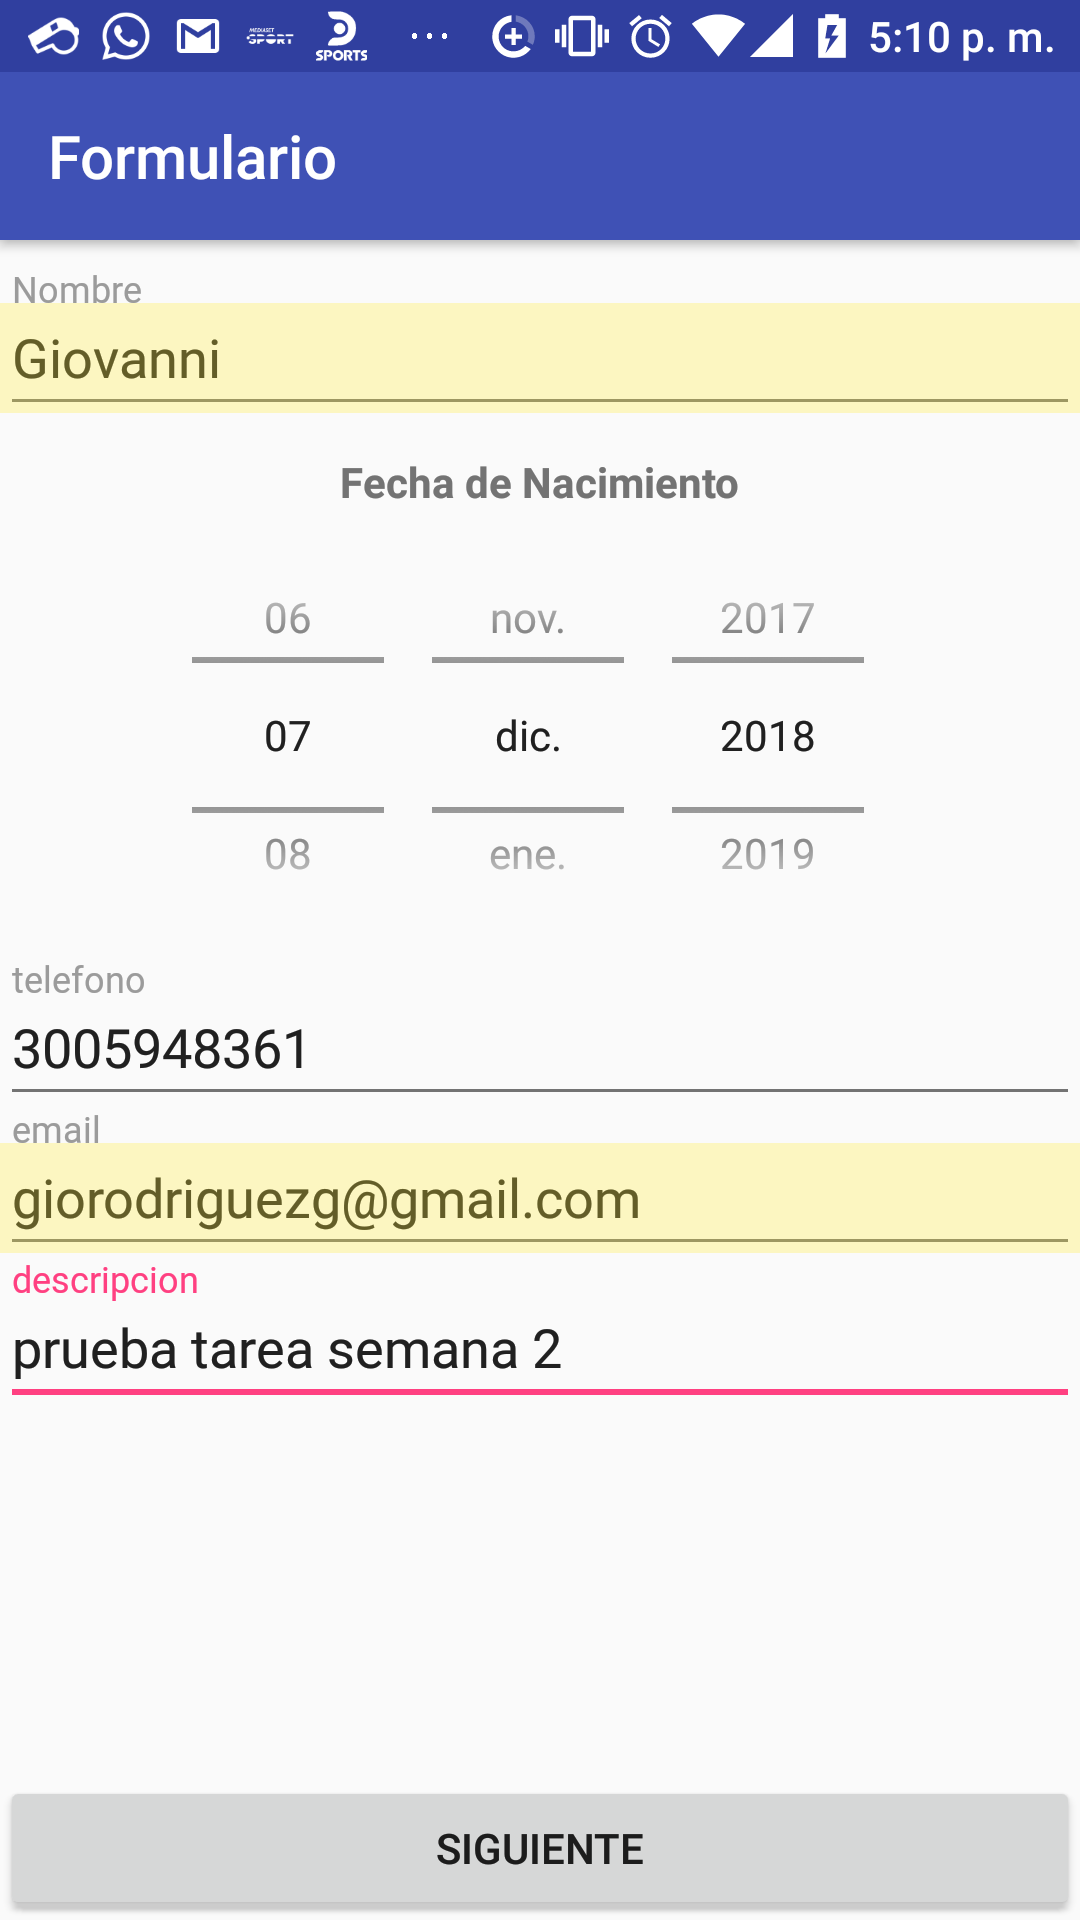 MEDIASET
SPORT
SPORTS
5:10 p. m.
Formulario
Nombre
Giovanni
Fecha de Nacimiento
06 nov. 2017
07 dic. 2018
08 ene. 2019
telefono
3005948361
email
giorodriguezg@gmail.com
descripcion
prueba tarea semana 2
SIGUIENTE